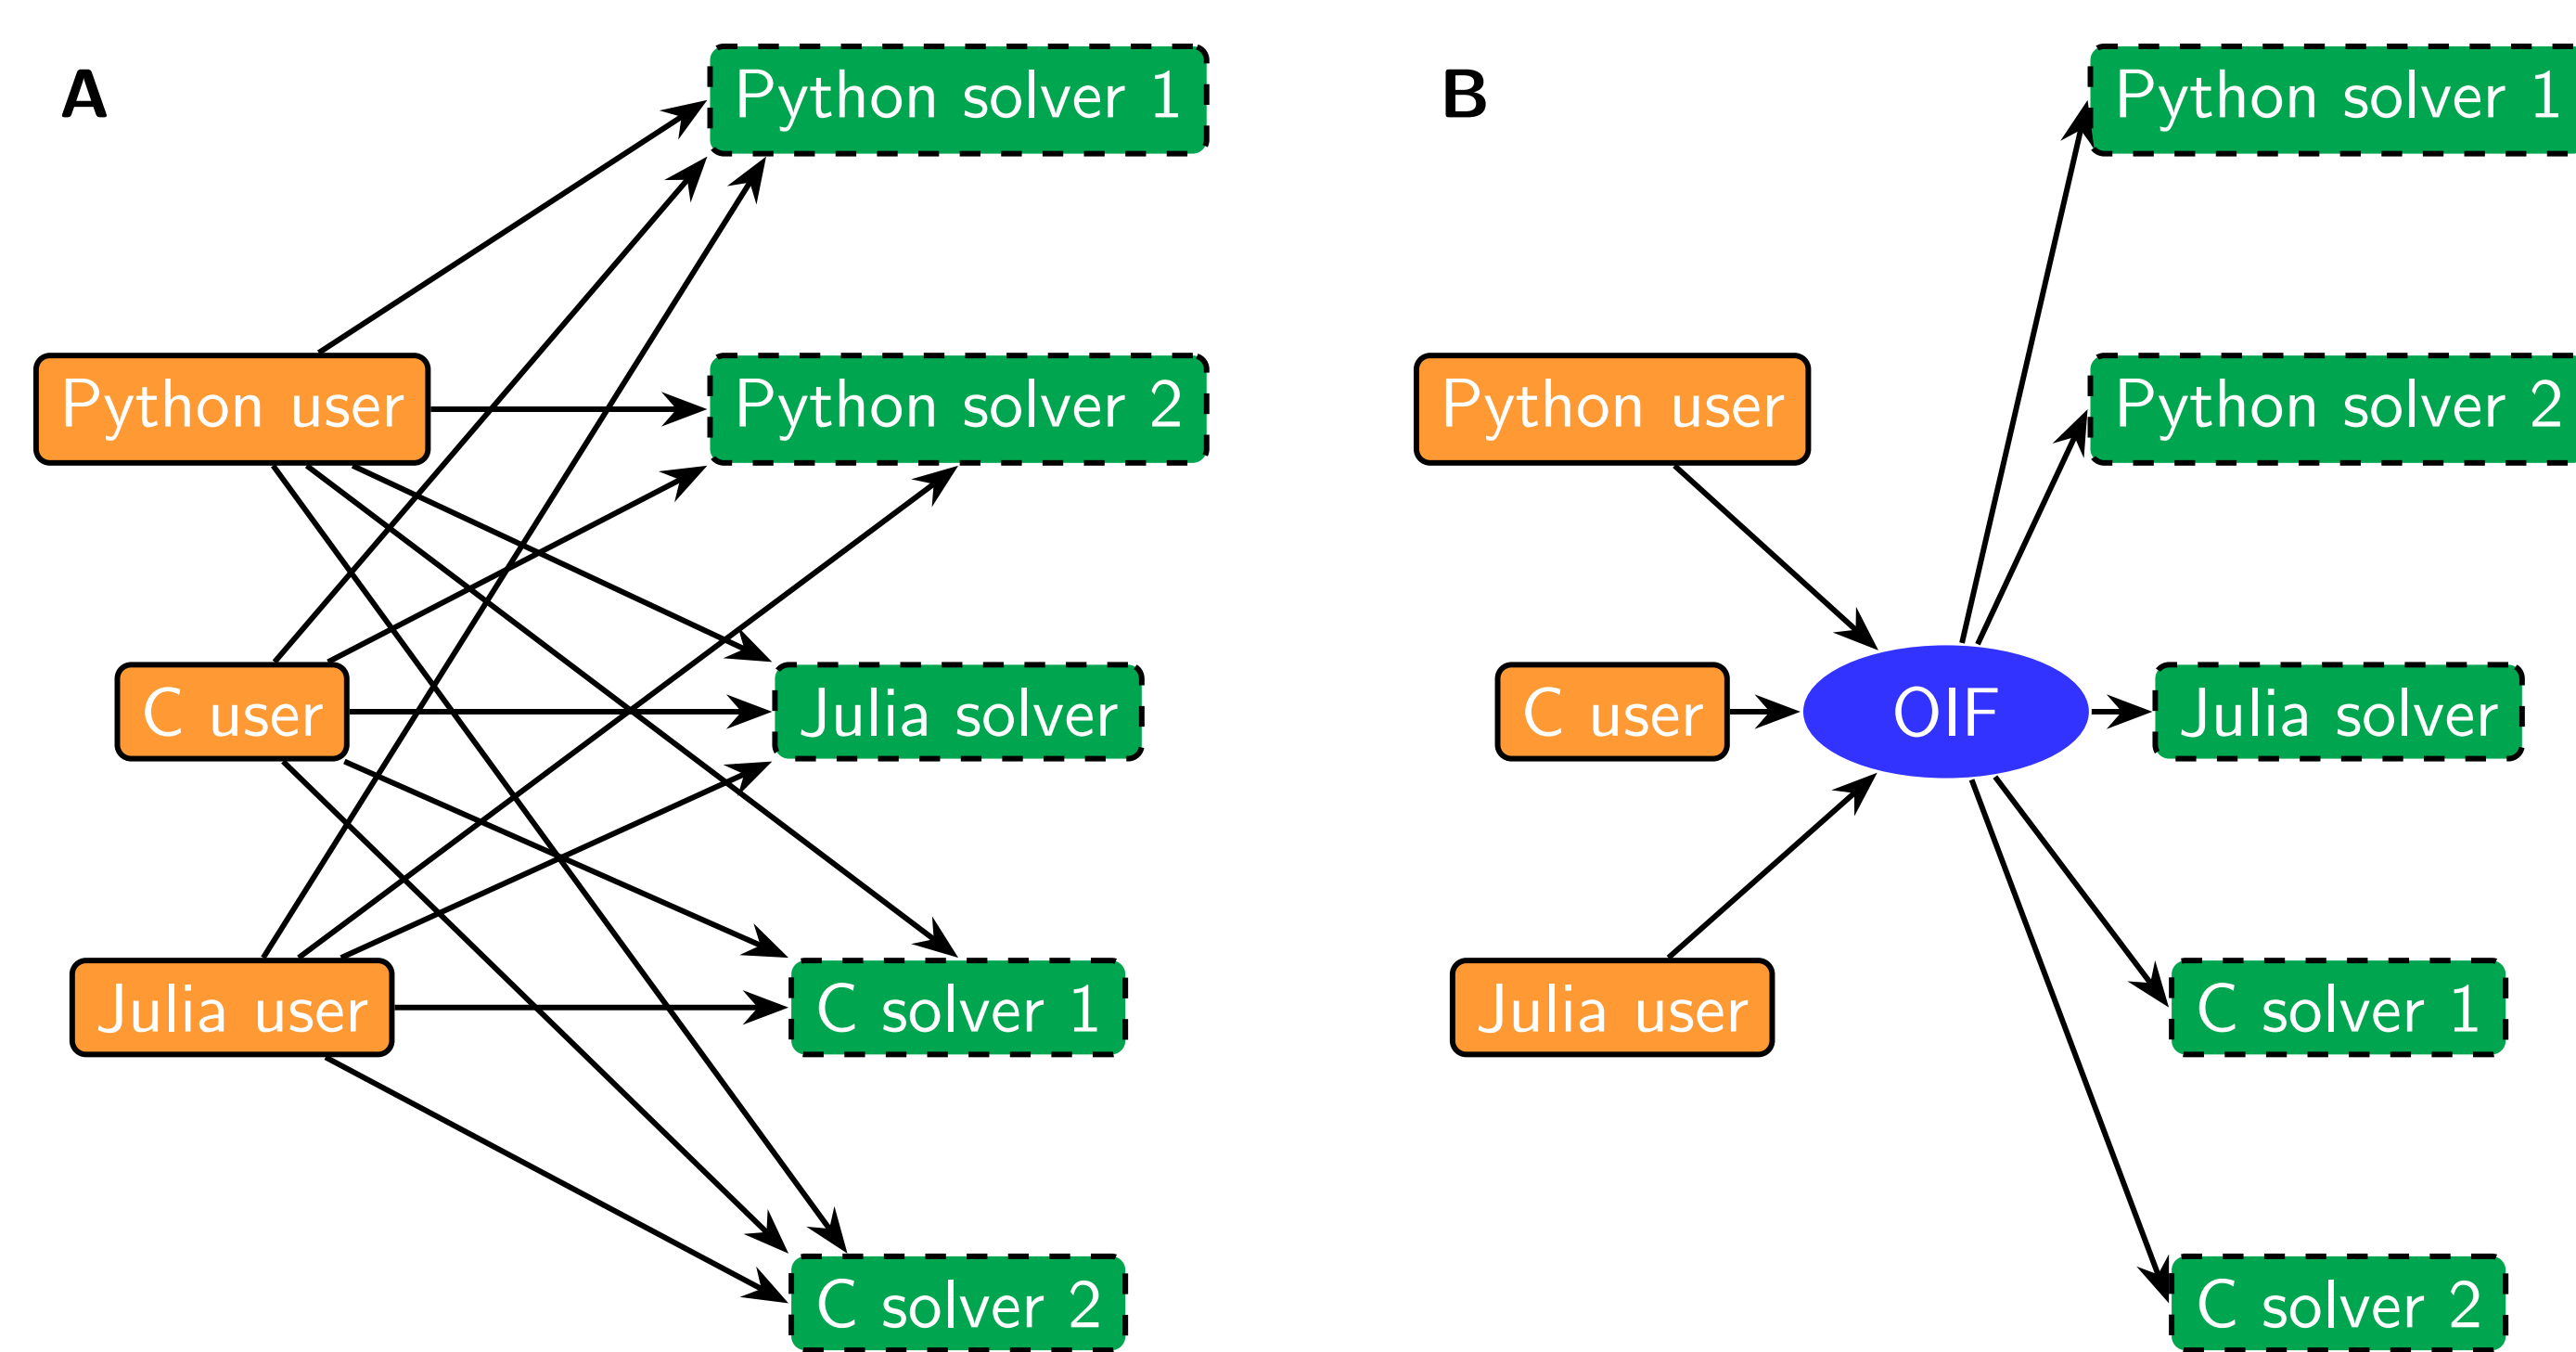 A
Python solver 1
Python user
Python solver 2
C user
Julia solver
Julia user
C solver 1
C solver 2
B
Python solver 1
Python user
Python solver 2
C user
OIF
Julia solver
Julia user
C solver 1
C solver 2